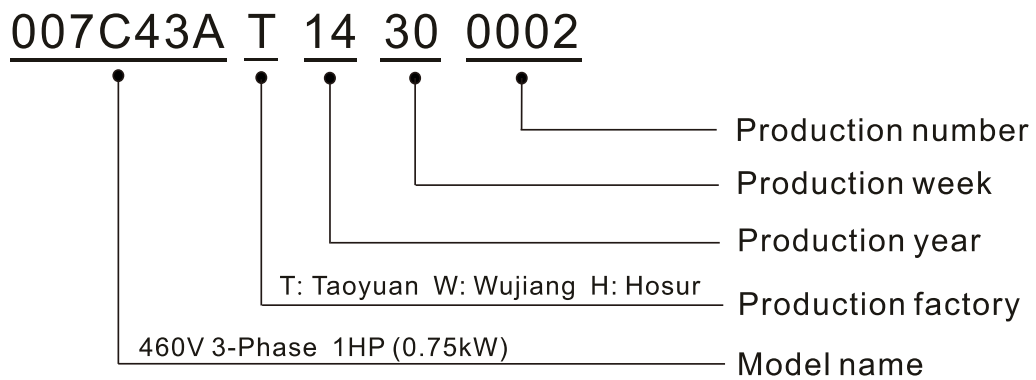 007C43A T 14 30 0002
Production number
Production week
Production year
T: Taoyuan W: Wujiang H: Hosur
Production factory
460V 3-Phase 1HP (0.75kW)
Model name